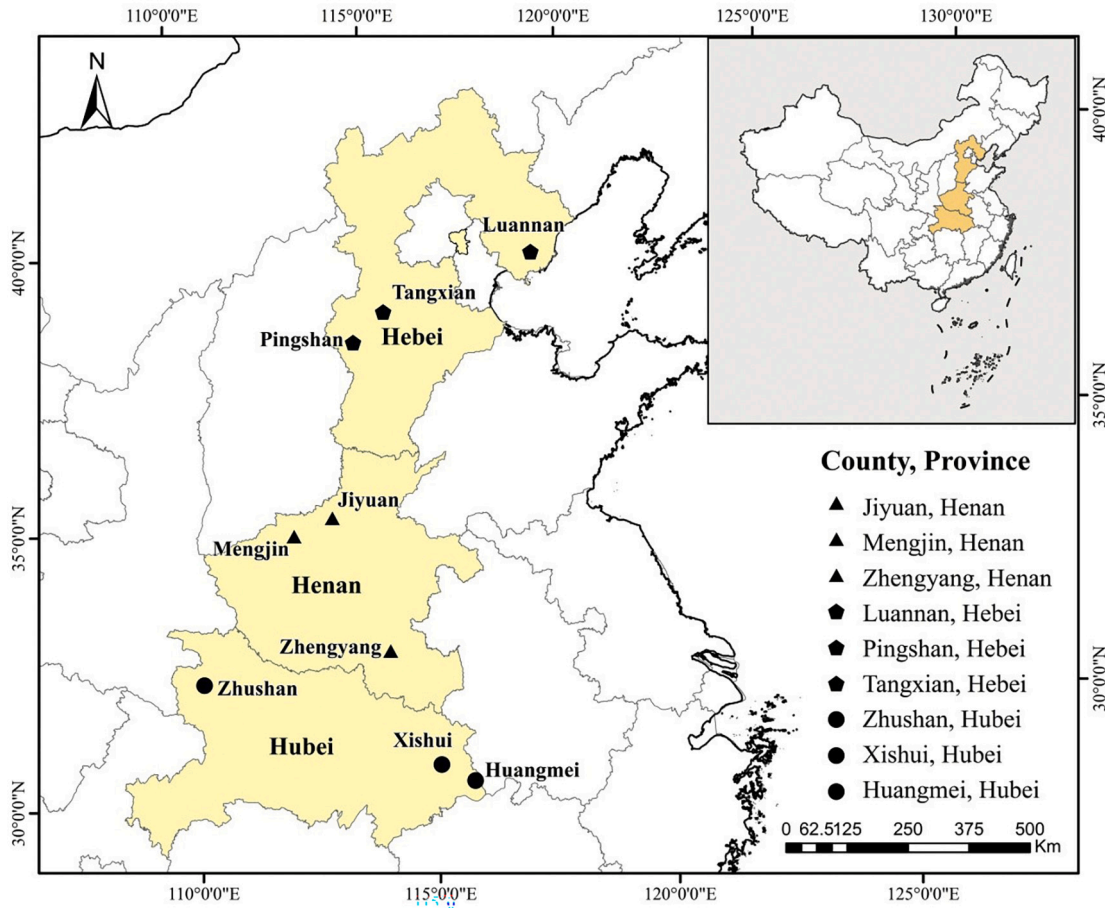 110°0'0"E 115°0'0"E 120°0'0"E 125°0'0"E 130°0'0"E
N
40°0'0"N
40°0'0"N
Luannan
Tangxian
Pingshan
Hebei
35°0'0"N
County, Province
Jiyuan
Jiyuan, Henan
35°0'0"N
Mengjin
Mengjin, Henan
Henan
Zhengyang, Henan
Luannan, Hebei
Zhengyang
Pingshan, Hebei
30°0'0"N
Zhushan
Tangxian, Hebei
Zhushan, Hubei
Hubei
Xishui
Xishui, Hubei
Huangmei
Huangmei, Hubei
30°0'0"N
0 62.5125 250 375 500
Km
110°0'0"E 115°0'0"E 120°0'0"E 125°0'0"E